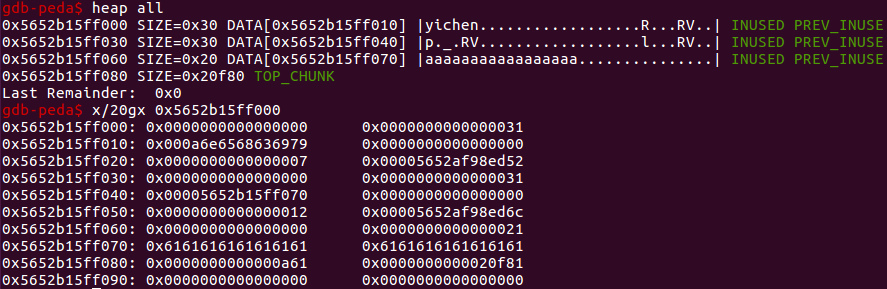 gdb-peda$ heap all
0x5652b15ff000 SIZE=0x30 DATA[0x5652b15ff010] |yichen..................R...RV..| INUSED PREV_INUSE
0x5652b15ff030 SIZE=0x30 DATA[0x5652b15ff040] |p._.RV..................l...RV..| INUSED PREV_INUSE
0x5652b15ff060 SIZE=0x20 DATA[0x5652b15ff070] |aaaaaaaaaaaaaaaaa...............| INUSED PREV_INUSE
0x5652b15ff080 SIZE=0x20f80 TOP_CHUNK
Last Remainder:  0x0
gdb-peda$ x/20gx 0x5652b15ff000
0x5652b15ff000: 0x0000000000000000 0x0000000000000031
0x5652b15ff010: 0x000a6e6568636979 0x0000000000000000
0x5652b15ff020: 0x0000000000000007 0x00005652af98ed52
0x5652b15ff030: 0x0000000000000000 0x0000000000000031
0x5652b15ff040: 0x00005652b15ff070 0x0000000000000000
0x5652b15ff050: 0x0000000000000012 0x00005652af98ed6c
0x5652b15ff060: 0x0000000000000000 0x0000000000000021
0x5652b15ff070: 0x6161616161616161 0x6161616161616161
0x5652b15ff080: 0x0000000000000a61 0x0000000000020f81
0x5652b15ff090: 0x0000000000000000 0x0000000000000000